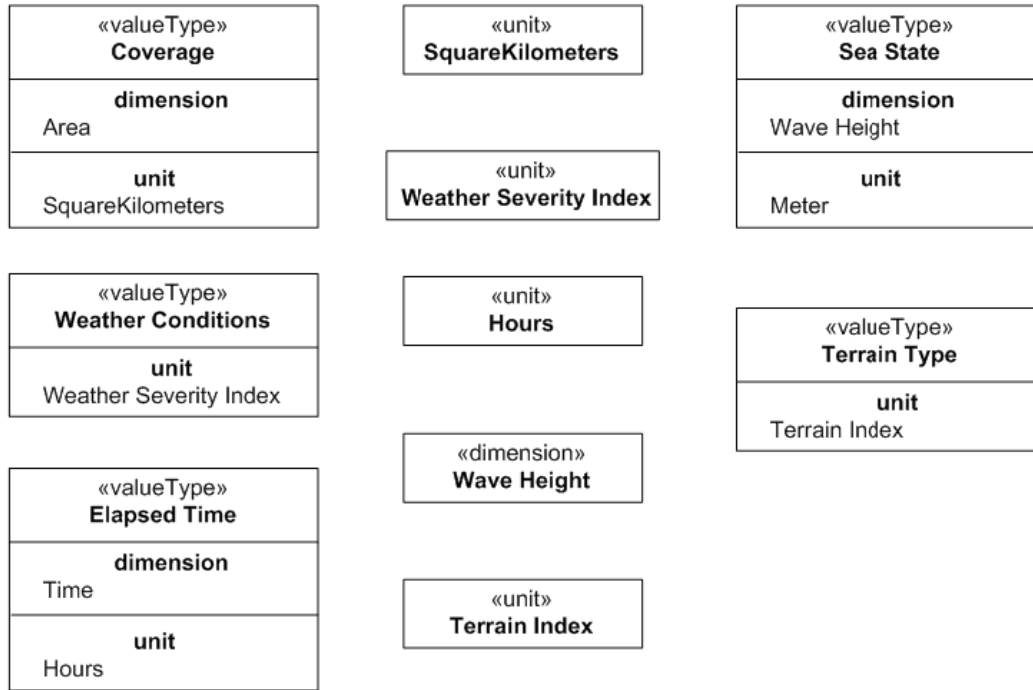 «valueType»
Coverage
dimension
Area
unit
SquareKilometers
«valueType»
Weather Conditions
unit
Weather Severity Index
«valueType»
Elapsed Time
dimension
Time
unit
Hours
«unit»
SquareKilometers
«unit»
Weather Severity Index
«unit»
Hours
«dimension»
Wave Height
«unit»
Terrain Index
«valueType»
Sea State
dimension
Wave Height
unit
Meter
«valueType»
Terrain Type
unit
Terrain Index